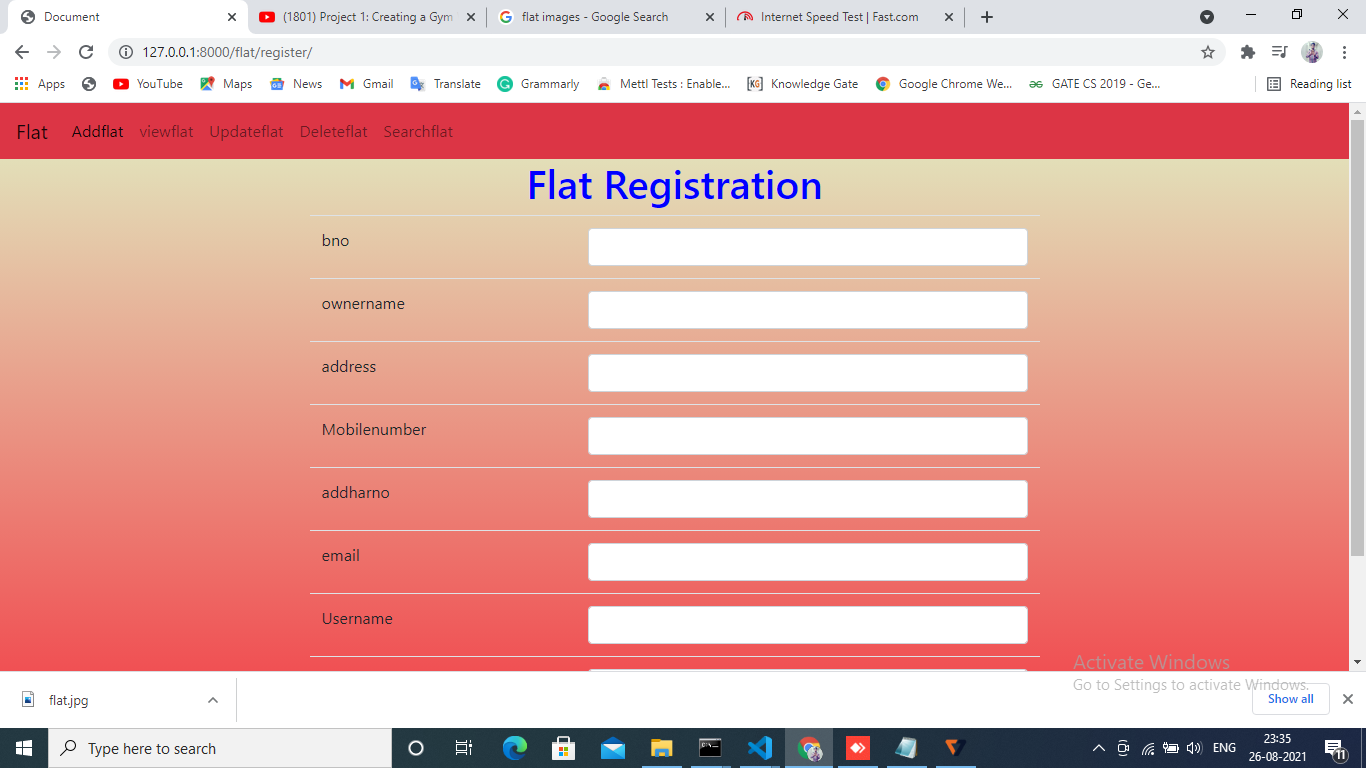 Document
(1801) Project 1: Creating a Gym
flat images - Google Search
Internet Speed Test | Fast.com
127.0.0.1:8000/flat/register/
Apps YouTube Maps News Gmail Translate Grammarly Mettl Tests : Enable... Knowledge Gate Google Chrome We... GATE CS 2019 - Ge... Reading list
Flat Addflat viewflat Updateflat Deleteflat Searchflat
Flat Registration
bno
ownername
address
Mobilenumber
addharno
email
Username
Activate Windows
Go to Settings to activate Windows.
flat.jpg
Show all
Type here to search
ENG
23:35
26-08-2021
11